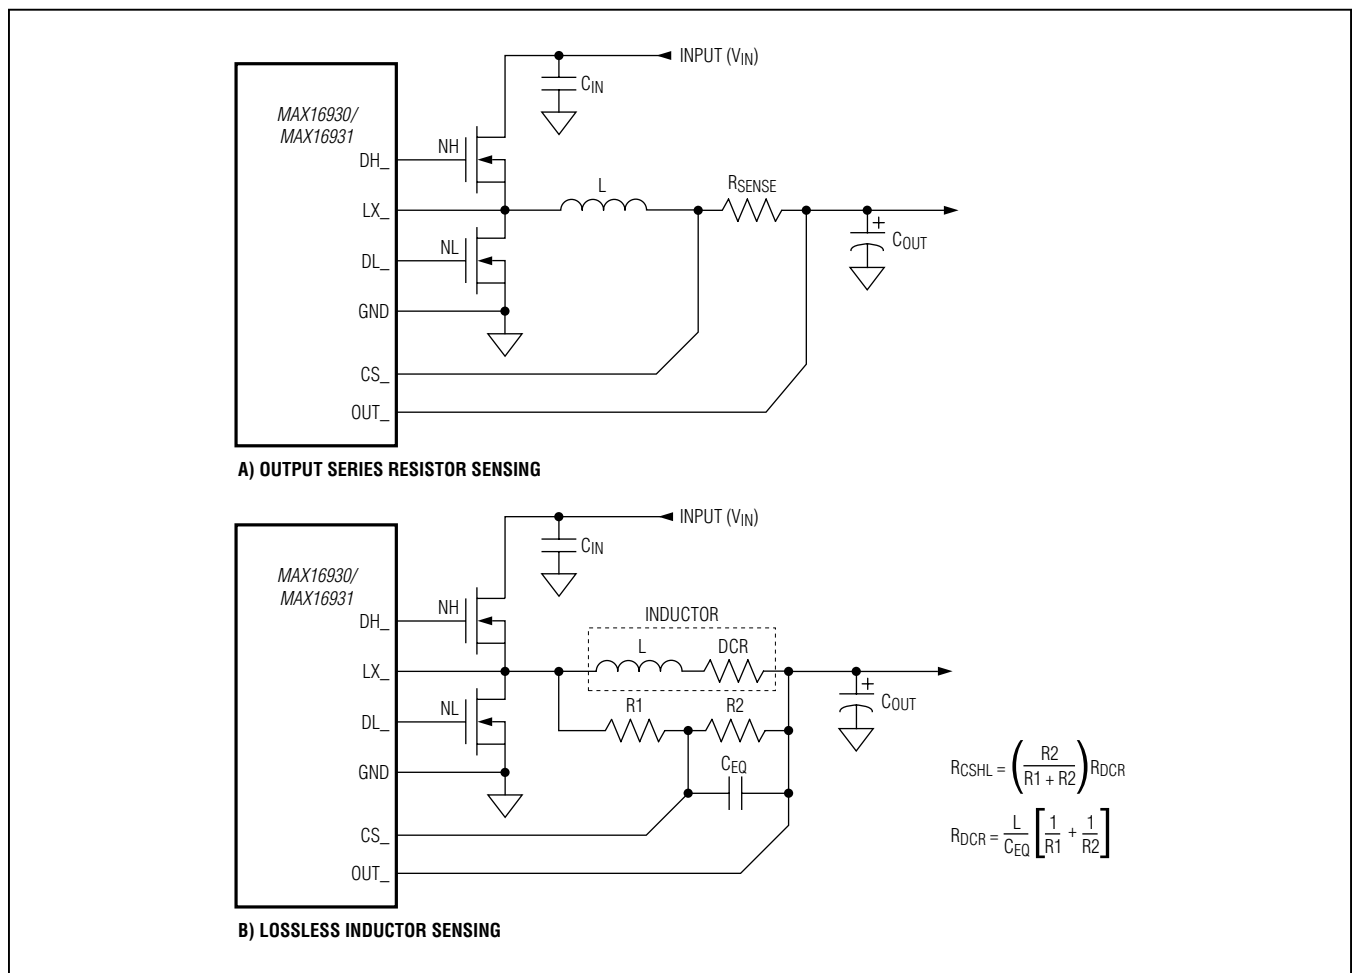 INPUT (VIN)
CIN
MAX16930/
MAX16931
NH
DH_
LX_
L
RSENSE
NL
DL_
+
COUT
GND
CS_
OUT_
A) OUTPUT SERIES RESISTOR SENSING
INPUT (VIN)
CIN
MAX16930/
MAX16931
NH
DH_
INDUCTOR
L
DCR
LX_
NL
DL_
R1
R2
+
COUT
GND
CEQ
CS_
OUT_
RCSHL = (R2 / R1 + R2) RDCR
RDCR = L / CEQ [1 / R1 + 1 / R2]
B) LOSSLESS INDUCTOR SENSING